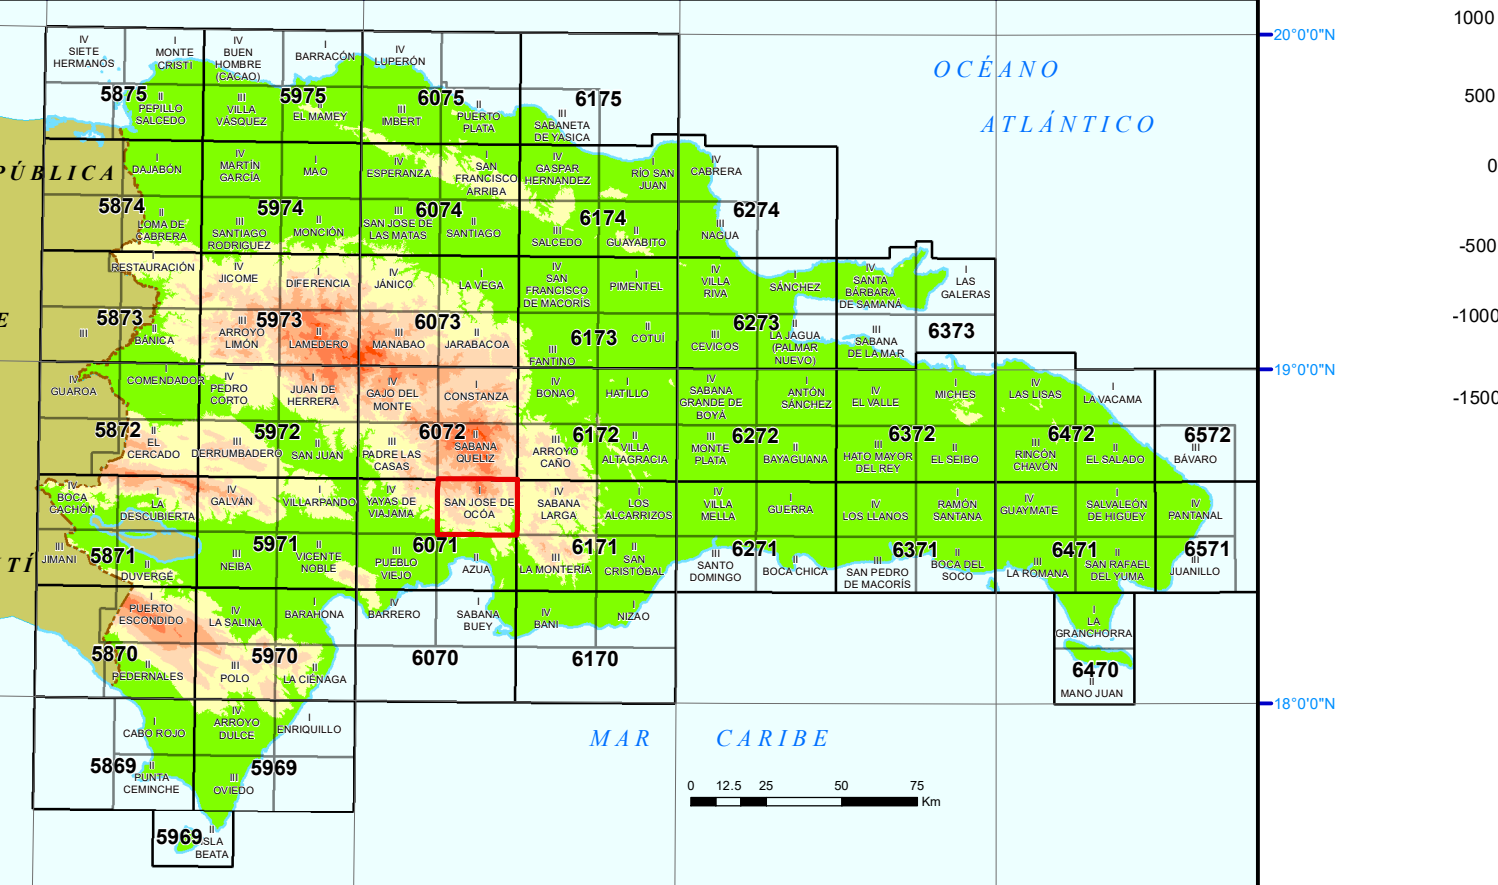 IV
SIETE
HERMANOS
I
MONTE
CRISTI
IV
BUEN
HOMBRE
(CACAO)
I
BARRACÓN
IV
LUPERÓN
20°0'0"N
OCÉANO
ATLÁNTICO
1000
500
0
-500
-1000
-1500
5875
5975
6075
6175
II
PEPILLO
SALCEDO
III
VILLA
VÁSQUEZ
II
EL MAMEY
III
IMBERT
II
PUERTO
PLATA
III
SABANETA
DE YÁSICA
PÚBLICA
I
DAJABÓN
IV
MARTÍN
GARCÍA
I
MAO
IV
ESPERANZA
I
SAN
FRANCISCO
ARRIBA
IV
GASPAR
HERNANDEZ
I
RÍO SAN
JUAN
IV
CABRERA
5874
5974
6074
6174
6274
II
LOMA DE
CABRERA
III
SANTIAGO
RODRIGUEZ
II
MONCIÓN
III
SAN JOSE DE
LAS MATAS
II
SANTIAGO
III
SALCEDO
II
GUAYABITO
III
NAGUA
I
RESTAURACIÓN
IV
JICOME
I
DIFERENCIA
IV
JÁNICO
I
LA VEGA
IV
SAN
FRANCISCO
DE MACORÍS
I
PIMENTEL
IV
VILLA
RIVA
I
SÁNCHEZ
IV
SANTA
BÁRBARA
DE SAMANÁ
I
LAS
GALERAS
E
5873
5973
6073
6173
6273
6373
III
II
BÁNICA
III
ARROYO
LIMÓN
II
LAMEDERO
III
MANABAO
II
JARABACOA
III
FANTINO
II
COTUÍ
III
CEVICOS
II
LA JAGUA
(PALMAR
NUEVO)
III
SABANA
DE LA MAR
19°0'0"N
IV
GUAROA
I
COMENDADOR
IV
PEDRO
CORTO
I
JUAN DE
HERRERA
IV
GAJO DEL
MONTE
I
CONSTANZA
IV
BONAO
I
HATILLO
IV
SABANA
GRANDE DE
BOYÁ
I
ANTÓN
SÁNCHEZ
IV
EL VALLE
I
MICHES
IV
LAS LISAS
I
LA VACAMA
5872
5972
6072
6172
6272
6372
6472
6572
II
EL
CERCADO
III
DERRUMBADERO
II
SAN JUAN
III
PADRE LAS
CASAS
II
SABANA
QUELIZ
III
ARROYO
CAÑO
II
VILLA
ALTAGRACIA
III
MONTE
PLATA
II
BAYAGUANA
III
HATO MAYOR
DEL REY
II
EL SEIBO
III
RINCÓN
CHAVÓN
II
EL SALADO
III
BÁVARO
IV
BOCA
CACHÓN
I
LA
DESCUBIERTA
IV
GALVÁN
I
VILLARPANDO
IV
YAYAS DE
VIAJAMA
I
SAN JOSE DE
OCÓA
IV
SABANA
LARGA
I
LOS
ALCARRIZOS
IV
VILLA
MELLA
I
GUERRA
IV
LOS LLANOS
I
RAMÓN
SANTANA
IV
GUAYMATE
I
SALVALEÓN
DE HIGUEY
IV
PANTANAL
TÍ
5871
5971
6071
6171
6271
6371
6471
6571
III
JIMANI
II
DUVERGÉ
III
NEIBA
II
VICENTE
NOBLE
III
PUEBLO
VIEJO
II
AZUA
III
LA MONTERÍA
II
SAN
CRISTÓBAL
III
SANTO
DOMINGO
II
BOCA CHICA
III
SAN PEDRO
DE MACORÍS
II
BOCA DEL
SOCO
III
LA ROMANA
II
SAN RAFAEL
DEL YUMA
III
JUANILLO
I
PUERTO
ESCONDIDO
IV
LA SALINA
I
BARAHONA
IV
BARRERO
I
SABANA
BUEY
IV
BANI
I
NIZAO
I
LA
GRANCHORRA
5870
5970
6070
6170
6470
II
PEDERNALES
III
POLO
II
LA CIÉNAGA
II
MANO JUAN
18°0'0"N
I
CABO ROJO
IV
ARROYO
DULCE
I
ENRIQUILLO
MAR CARIBE
5869
5969
II
PUNTA
CEMINCHE
III
OVIEDO
0 12.5 25 50 75
Km
5969
II
ISLA
BEATA